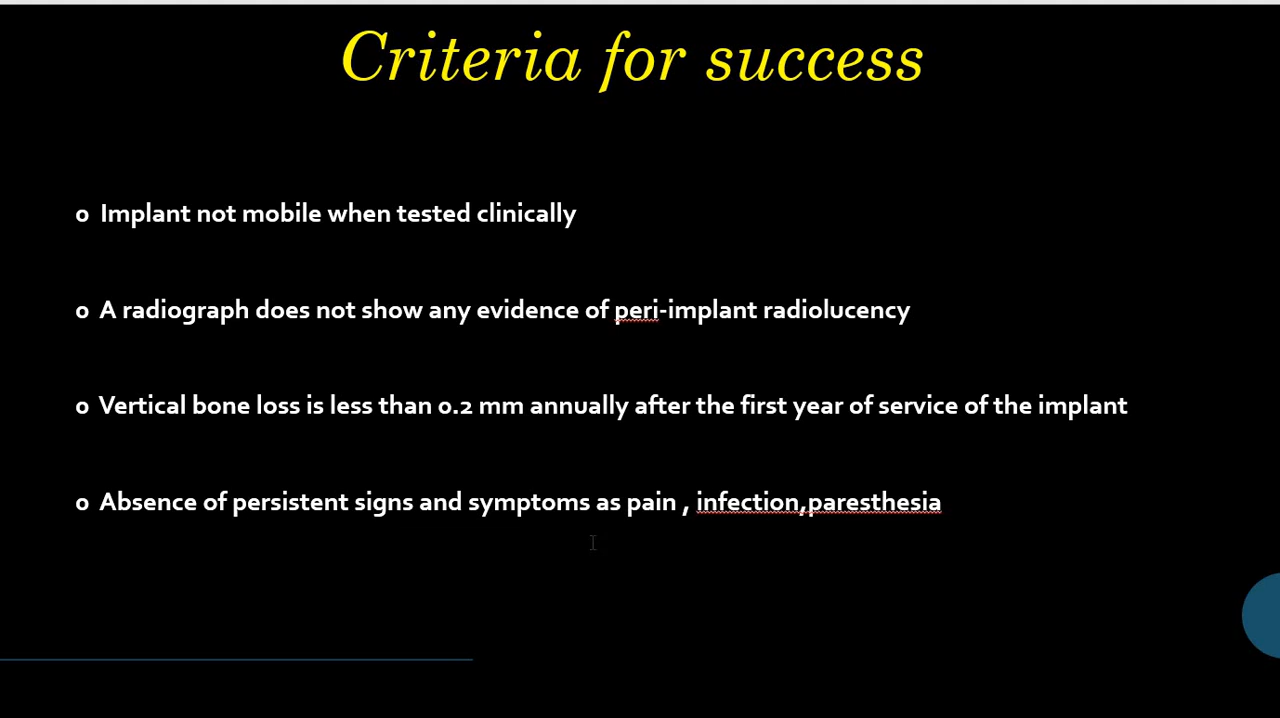 Criteria for success
o Implant not mobile when tested clinically
o A radiograph does not show any evidence of peri-implant radiolucency
o Vertical bone loss is less than 0.2 mm annually after the first year of service of the implant
o Absence of persistent signs and symptoms as pain , infection,paresthesia